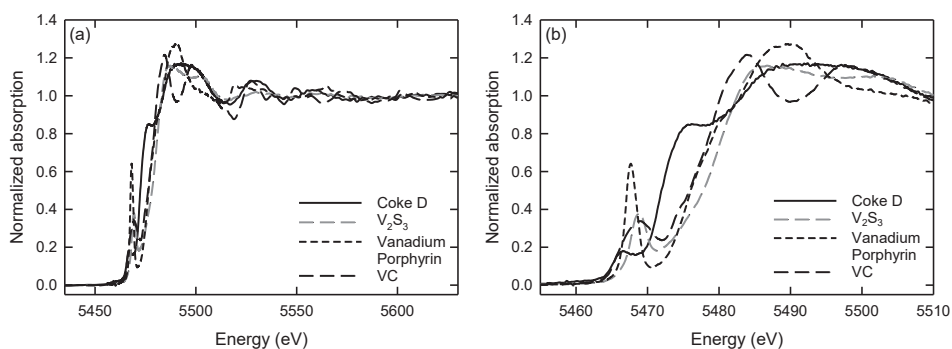 (a)
Normalized absorption
1.4
1.2
1.0
0.8
0.6
0.4
0.2
0.0
5450 5500 5550 5600
Energy (eV)
Coke D
V₂S₃
Vanadium
Porphyrin
VC
(b)
Normalized absorption
1.4
1.2
1.0
0.8
0.6
0.4
0.2
0.0
5460 5470 5480 5490 5500 5510
Energy (eV)
Coke D
V₂S₃
Vanadium
Porphyrin
VC